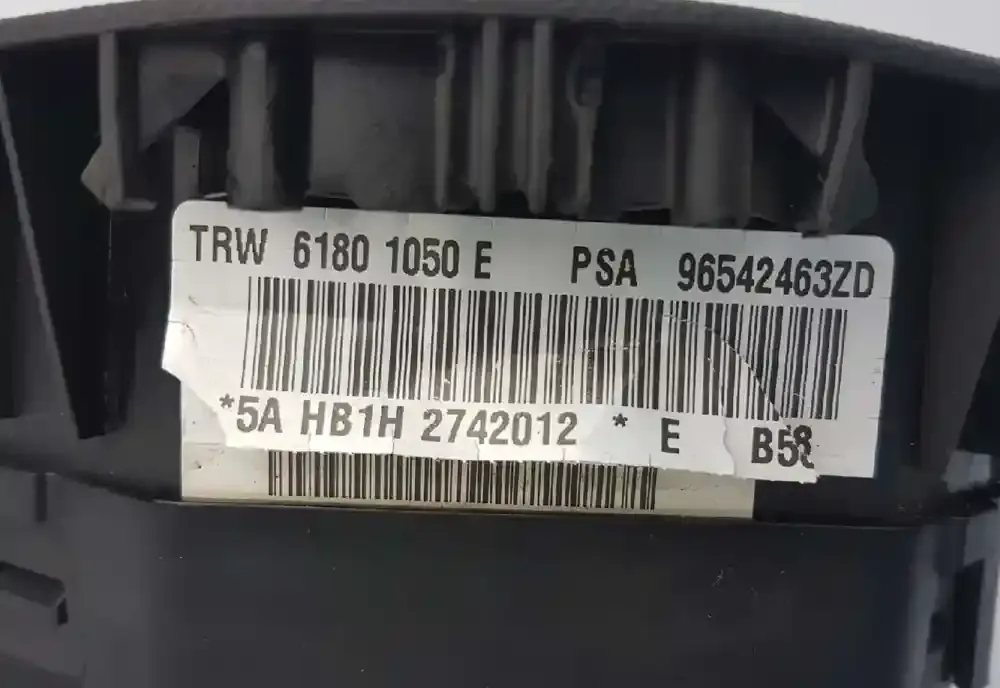 TRW 6180 1050 E PSA 96542463ZD
*5A HB1H 2742012 * E B58